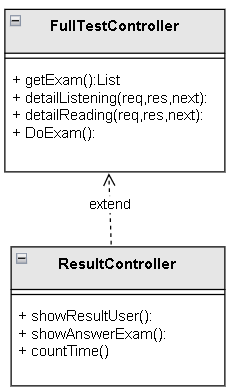 FullTestController
+ getExam():List
+ detailListening(req,res,next):
+ detailReading(req,res,next):
+ DoExam():
extend
ResultController
+ showResultUser():
+ showAnswerExam():
+ countTime()